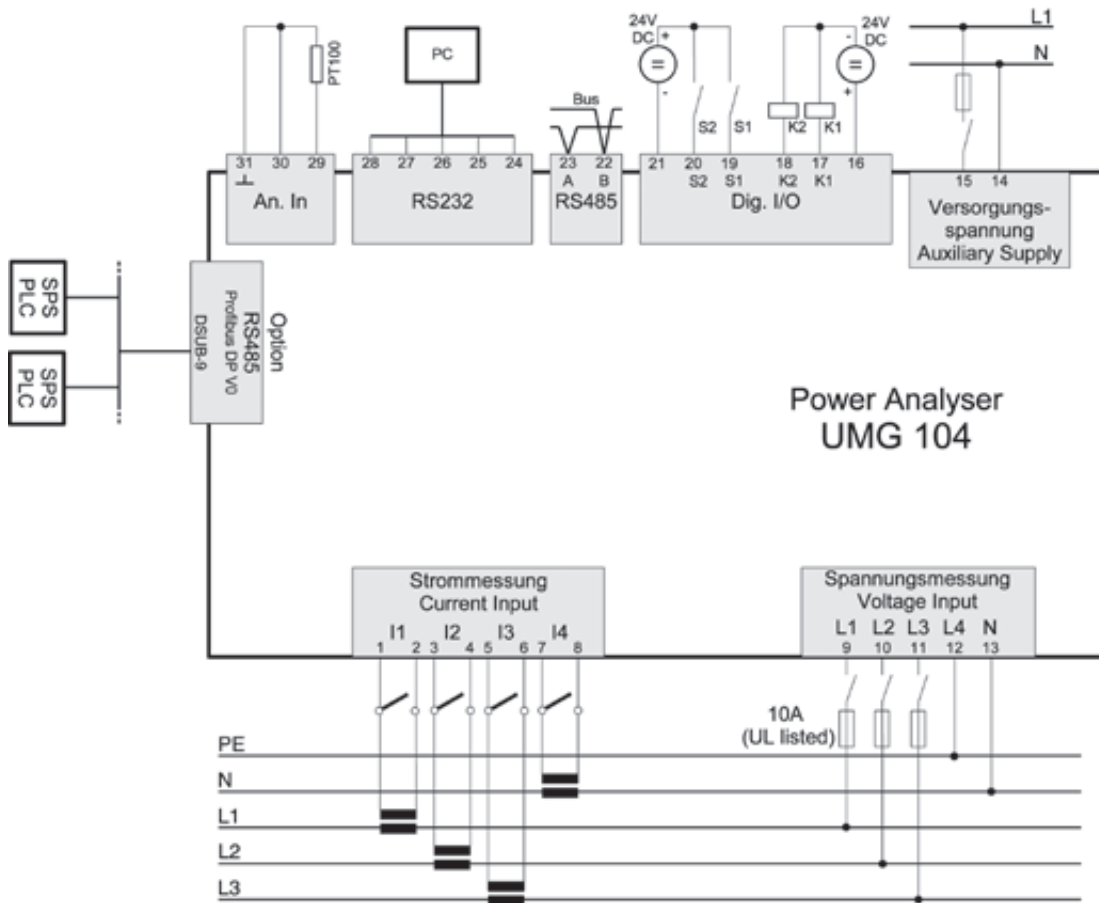 24V
DC
+
-
24V
DC
-
+
L1
N
PT100
PC
Bus
S2 S1
K2 K1
31 30 29
An. In
28 27 26 25 24
RS232
23 22
A B
RS485
21 20 19 18 17 16
S2 S1 K2 K1
Dig. I/O
15 14
Versorgungs-
spannung
Auxiliary Supply
SPS
PLC
SPS
PLC
Option
RS485
Profibus DP V0
DSUB-9
Power Analyser
UMG 104
Strommessung
Current Input
I1 I2 I3 I4
1 2 3 4 5 6 7 8
Spannungsmessung
Voltage Input
L1 L2 L3 L4 N
9 10 11 12 13
10A
(UL listed)
PE
N
L1
L2
L3